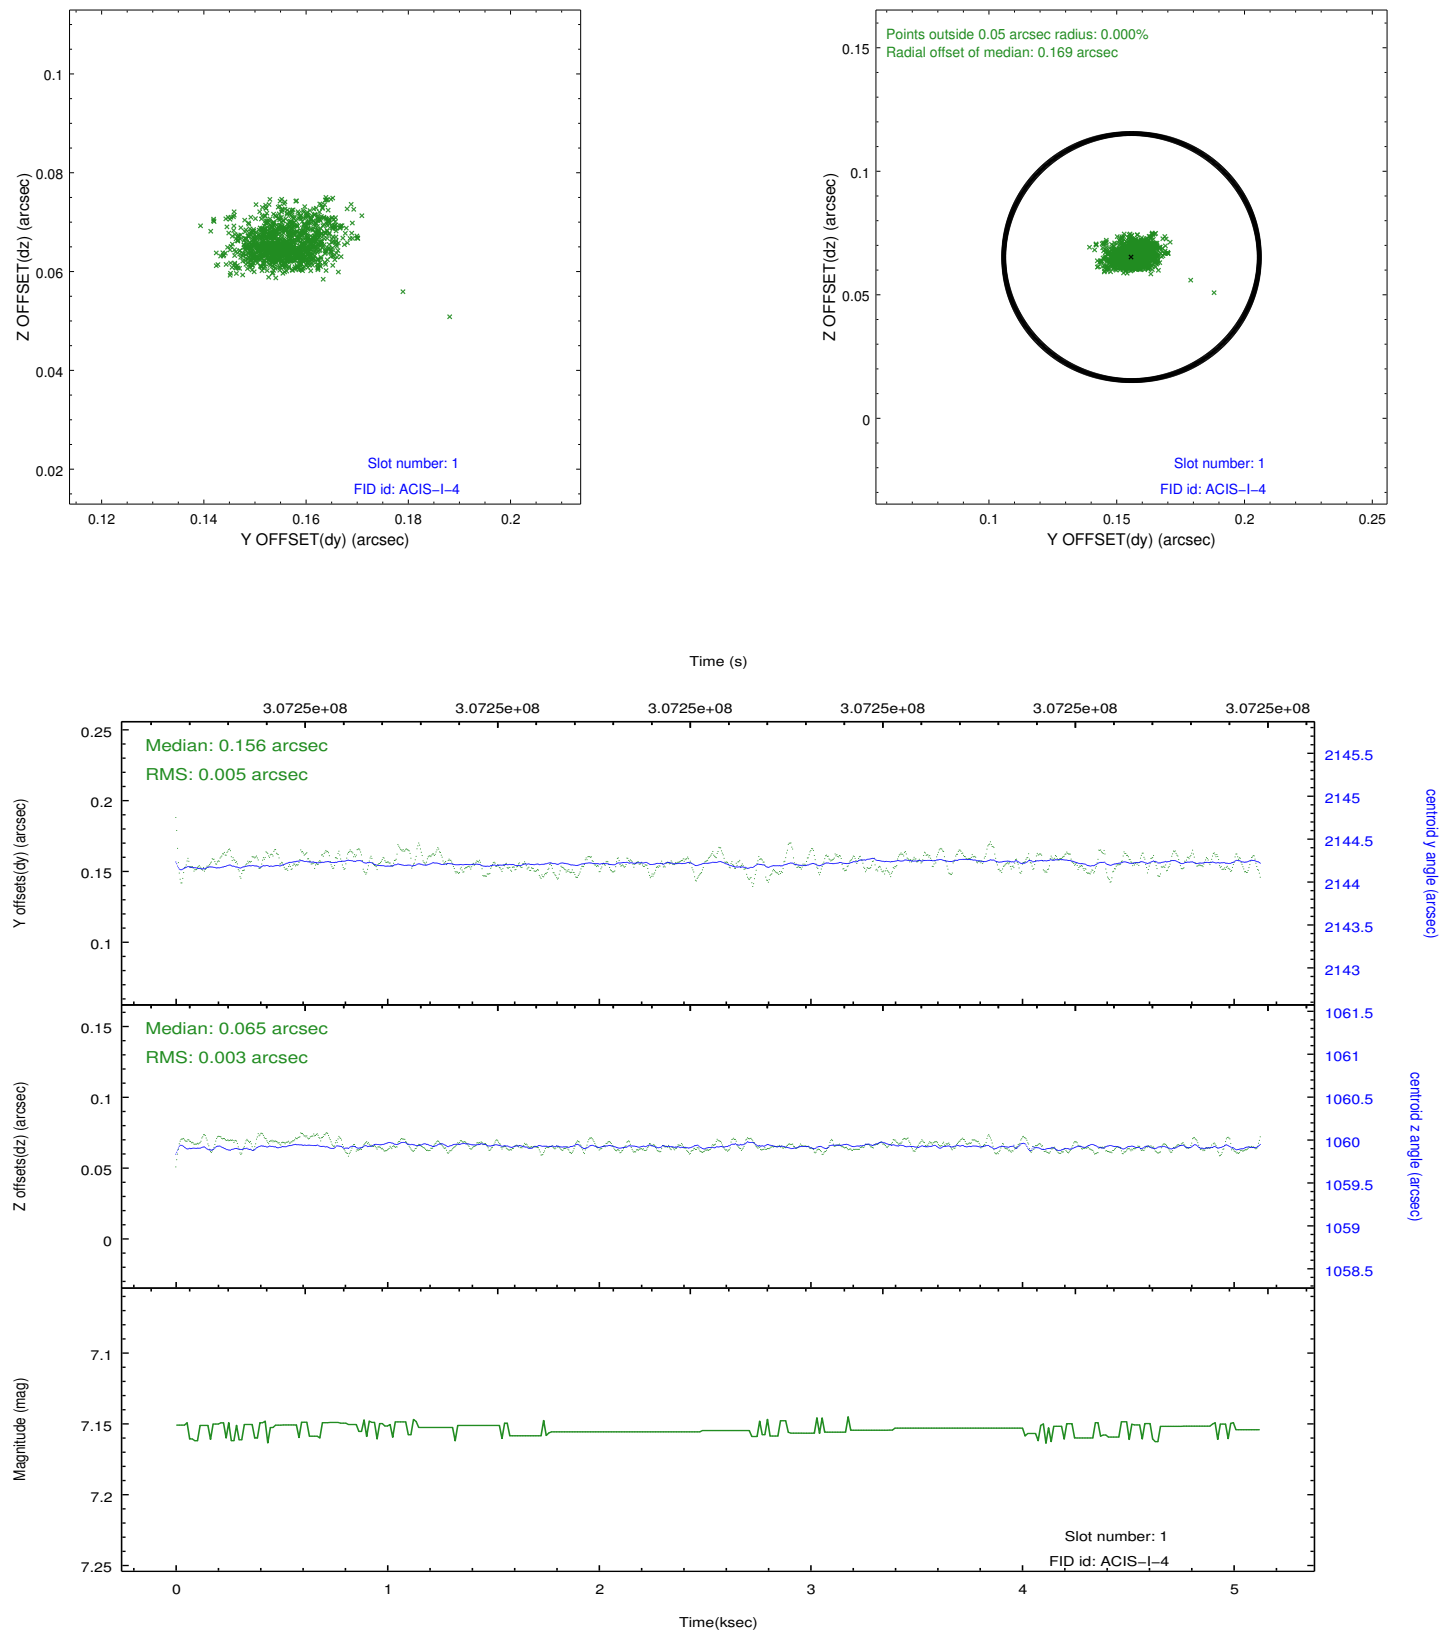 0.1
0.08
0.06
0.04
0.02
Z OFFSET(dz) (arcsec)
0.12 0.14 0.16 0.18 0.2
Y OFFSET(dy) (arcsec)
Slot number: 1
FID id: ACIS−I−4
Points outside 0.05 arcsec radius: 0.000%
Radial offset of median: 0.169 arcsec
0.15
0.1
0.05
0
Z OFFSET(dz) (arcsec)
0.1 0.15 0.2 0.25
Y OFFSET(dy) (arcsec)
Slot number: 1
FID id: ACIS−I−4
Time (s)
3.0725e+08 3.0725e+08 3.0725e+08 3.0725e+08 3.0725e+08 3.0725e+08
Median: 0.156 arcsec
RMS: 0.005 arcsec
0.25
0.2
0.15
0.1
Y offsets(dy) (arcsec)
2145.5
2145
2144.5
2144
2143.5
2143
centroid y angle (arcsec)
Median: 0.065 arcsec
RMS: 0.003 arcsec
0.15
0.1
0.05
0
Z offsets(dz) (arcsec)
1061.5
1061
1060.5
1060
1059.5
1059
1058.5
centroid z angle (arcsec)
7.1
7.15
7.2
7.25
Magnitude (mag)
Slot number: 1
FID id: ACIS−I−4
0 1 2 3 4 5
Time(ksec)